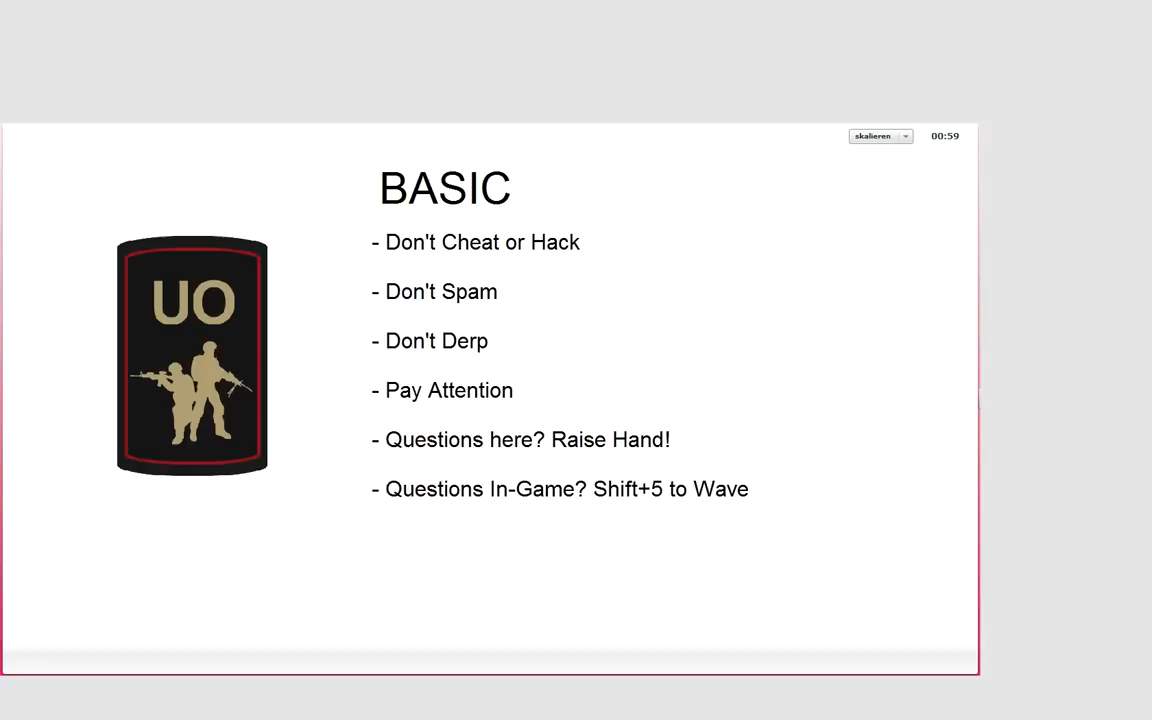 skalieren
00:59
BASIC
- Don't Cheat or Hack
- Don't Spam
- Don't Derp
- Pay Attention
- Questions here? Raise Hand!
- Questions In-Game? Shift+5 to Wave
UO